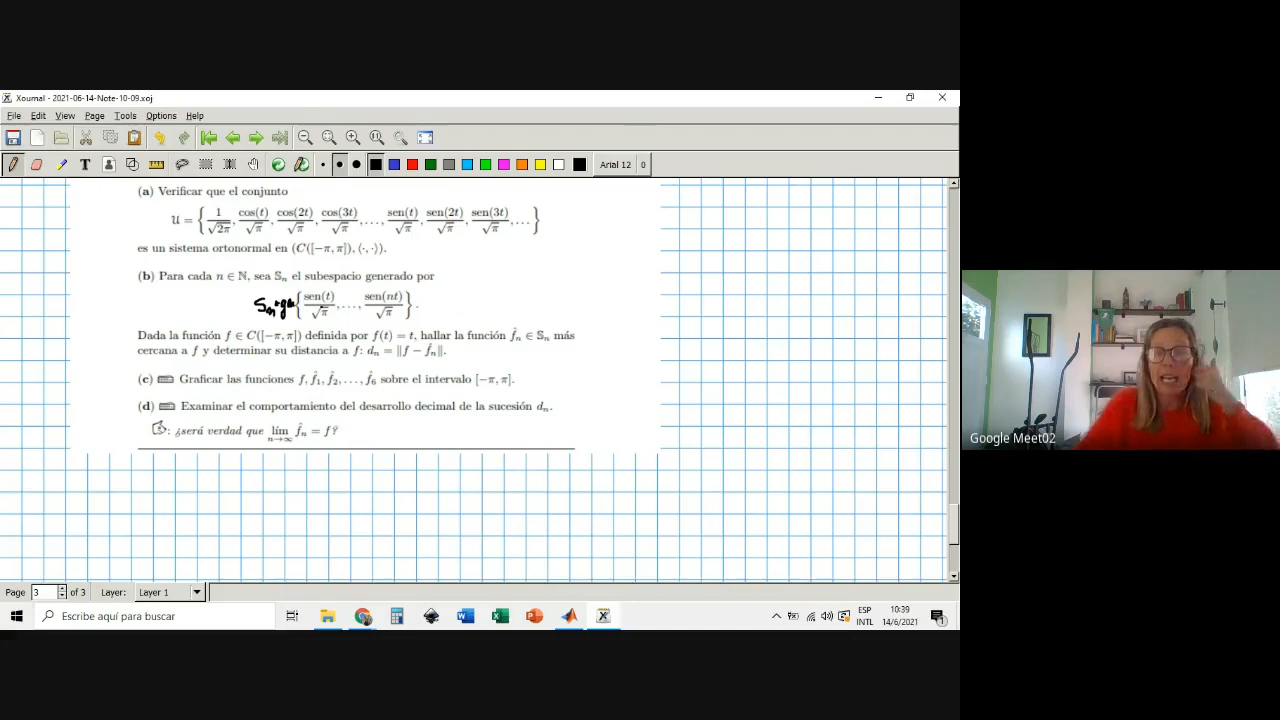 Xournal - 2021-06-14-Note-10-09.xoj
File Edit View Page Tools Options Help
Arial 12 0
(a) Verificar que el conjunto
𝒰 = { 1/√2π, cos(t)/√π, cos(2t)/√π, cos(3t)/√π, ..., sen(t)/√π, sen(2t)/√π, sen(3t)/√π, ... }
es un sistema ortonormal en (C([−π, π]), ⟨·, ·⟩).
(b) Para cada n ∈ ℕ, sea 𝕊n el subespacio generado por
Sn = gen { sen(t)/√π, ..., sen(nt)/√π } .
Dada la función f ∈ C([−π, π]) definida por f(t) = t, hallar la función f̂n ∈ 𝕊n más
cercana a f y determinar su distancia a f: dn = ‖f − f̂n‖.
(c) Graficar las funciones f, f̂1, f̂2, ..., f̂6 sobre el intervalo [−π, π].
(d) Examinar el comportamiento del desarrollo decimal de la sucesión dn.
: ¿será verdad que lím n→∞ f̂n = f?
Google Meet02
Page 3 of 3 Layer: Layer 1
Escribe aquí para buscar
ESP
INTL
10:39
14/6/2021
1